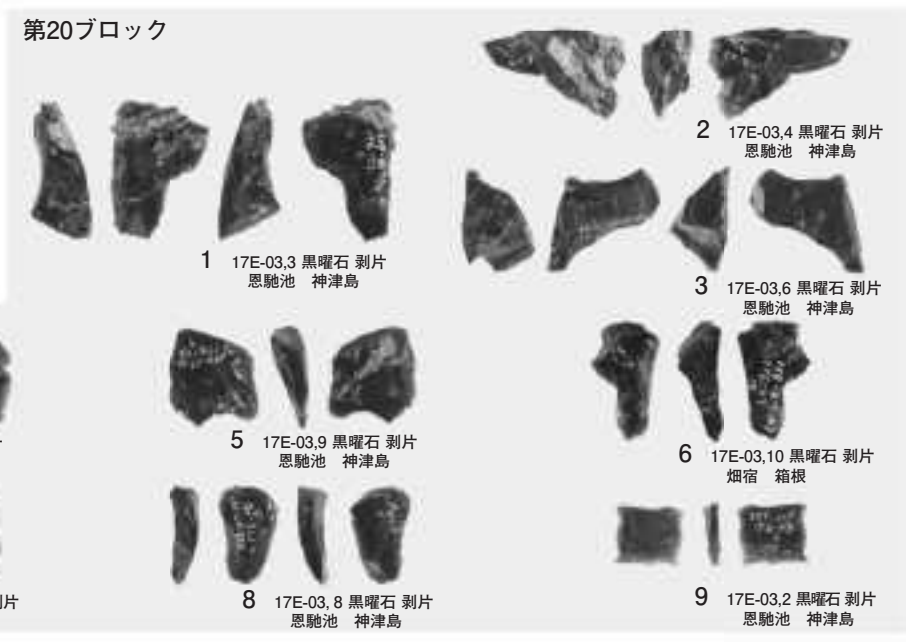 第20ブロック
1 17E-03,3 黒曜石 剥片
恩馳池 神津島
2 17E-03,4 黒曜石 剥片
恩馳池 神津島
3 17E-03,6 黒曜石 剥片
恩馳池 神津島
5 17E-03,9 黒曜石 剥片
恩馳池 神津島
6 17E-03,10 黒曜石 剥片
畑宿 箱根
8 17E-03, 8 黒曜石 剥片
恩馳池 神津島
9 17E-03,2 黒曜石 剥片
恩馳池 神津島
片